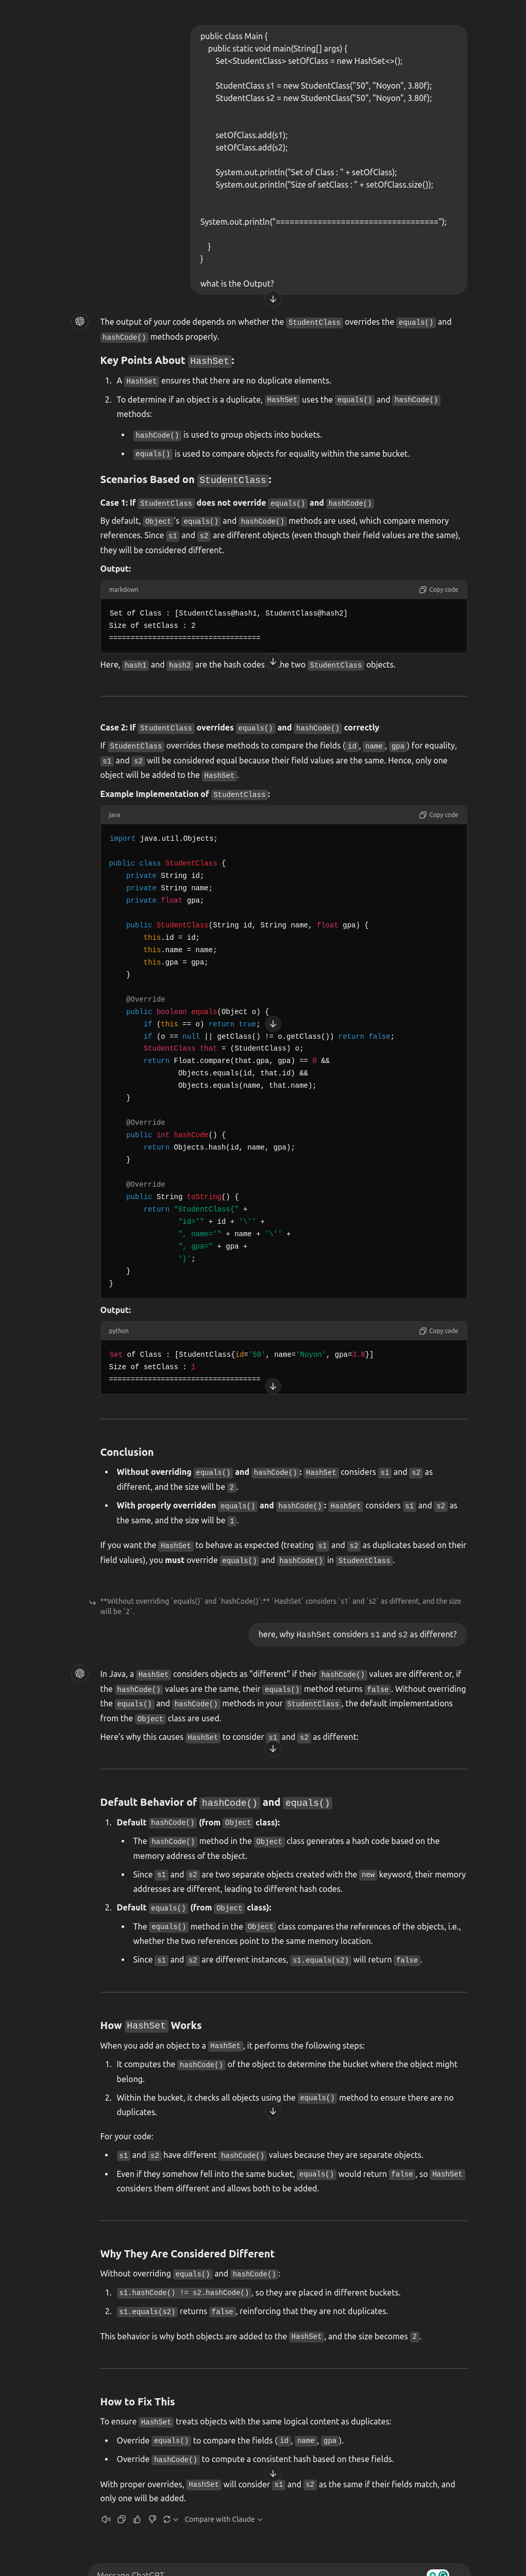 public class Main {
public static void main(String[] args) {
Set<StudentClass> setOfClass = new HashSet<>();
StudentClass s1 = new StudentClass("50", "Noyon", 3.80f);
StudentClass s2 = new StudentClass("50", "Noyon", 3.80f);
setOfClass.add(s1);
setOfClass.add(s2);
System.out.println("Set of Class : " + setOfClass);
System.out.println("Size of setClass : " + setOfClass.size());
System.out.println("===================================");
}
}
what is the Output?
The output of your code depends on whether the StudentClass overrides the equals() and
hashCode() methods properly.
Key Points About HashSet:
1. A HashSet ensures that there are no duplicate elements.
2. To determine if an object is a duplicate, HashSet uses the equals() and hashCode()
methods:
• hashCode() is used to group objects into buckets.
• equals() is used to compare objects for equality within the same bucket.
Scenarios Based on StudentClass:
Case 1: If StudentClass does not override equals() and hashCode()
By default, Object's equals() and hashCode() methods are used, which compare memory
references. Since s1 and s2 are different objects (even though their field values are the same),
they will be considered different.
Output:
markdown Copy code
Set of Class : [StudentClass@hash1, StudentClass@hash2]
Size of setClass : 2
===================================
Here, hash1 and hash2 are the hash codes he two StudentClass objects.
Case 2: If StudentClass overrides equals() and hashCode() correctly
If StudentClass overrides these methods to compare the fields (id, name, gpa) for equality,
s1 and s2 will be considered equal because their field values are the same. Hence, only one
object will be added to the HashSet.
Example Implementation of StudentClass:
java Copy code
import java.util.Objects;
public class StudentClass {
private String id;
private String name;
private float gpa;
public StudentClass(String id, String name, float gpa) {
this.id = id;
this.name = name;
this.gpa = gpa;
}
@Override
public boolean equals(Object o) {
if (this == o) return true;
if (o == null || getClass() != o.getClass()) return false;
StudentClass that = (StudentClass) o;
return Float.compare(that.gpa, gpa) == 0 &&
Objects.equals(id, that.id) &&
Objects.equals(name, that.name);
}
@Override
public int hashCode() {
return Objects.hash(id, name, gpa);
}
@Override
public String toString() {
return "StudentClass{" +
"id='" + id + '\'' +
", name='" + name + '\'' +
", gpa=" + gpa +
'}';
}
}
Output:
python Copy code
Set of Class : [StudentClass{id='50', name='Noyon', gpa=3.8}]
Size of setClass : 1
===================================
Conclusion
• Without overriding equals() and hashCode(): HashSet considers s1 and s2 as
different, and the size will be 2.
• With properly overridden equals() and hashCode(): HashSet considers s1 and s2 as
the same, and the size will be 1.
If you want the HashSet to behave as expected (treating s1 and s2 as duplicates based on their
field values), you must override equals() and hashCode() in StudentClass.
**Without overriding `equals()` and `hashCode()`:** `HashSet` considers `s1` and `s2` as different, and the size
will be `2`.
here, why HashSet considers s1 and s2 as different?
In Java, a HashSet considers objects as "different" if their hashCode() values are different or, if
the hashCode() values are the same, their equals() method returns false. Without overriding
the equals() and hashCode() methods in your StudentClass, the default implementations
from the Object class are used.
Here's why this causes HashSet to consider s1 and s2 as different:
Default Behavior of hashCode() and equals()
1. Default hashCode() (from Object class):
• The hashCode() method in the Object class generates a hash code based on the
memory address of the object.
• Since s1 and s2 are two separate objects created with the new keyword, their memory
addresses are different, leading to different hash codes.
2. Default equals() (from Object class):
• The equals() method in the Object class compares the references of the objects, i.e.,
whether the two references point to the same memory location.
• Since s1 and s2 are different instances, s1.equals(s2) will return false.
How HashSet Works
When you add an object to a HashSet, it performs the following steps:
1. It computes the hashCode() of the object to determine the bucket where the object might
belong.
2. Within the bucket, it checks all objects using the equals() method to ensure there are no
duplicates.
For your code:
• s1 and s2 have different hashCode() values because they are separate objects.
• Even if they somehow fell into the same bucket, equals() would return false, so HashSet
considers them different and allows both to be added.
Why They Are Considered Different
Without overriding equals() and hashCode():
1. s1.hashCode() != s2.hashCode(), so they are placed in different buckets.
2. s1.equals(s2) returns false, reinforcing that they are not duplicates.
This behavior is why both objects are added to the HashSet, and the size becomes 2.
How to Fix This
To ensure HashSet treats objects with the same logical content as duplicates:
• Override equals() to compare the fields (id, name, gpa).
• Override hashCode() to compute a consistent hash based on these fields.
With proper overrides, HashSet will consider s1 and s2 as the same if their fields match, and
only one will be added.
Compare with Claude
Message ChatGPT